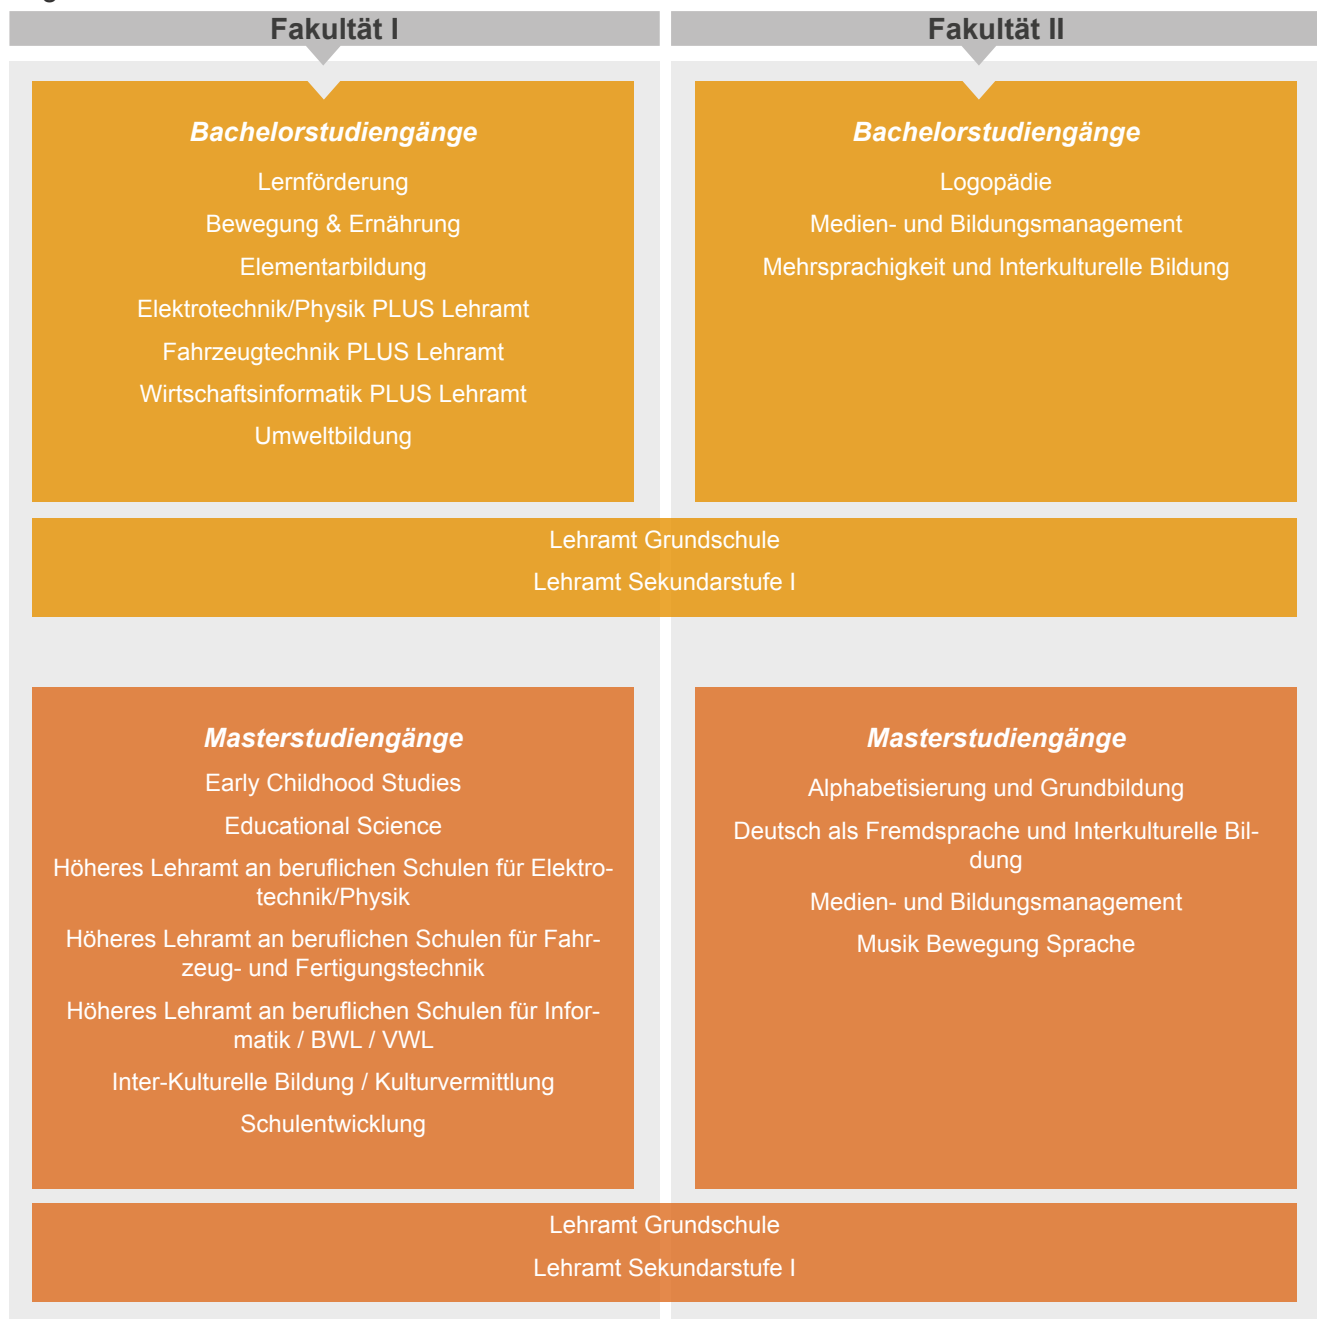 Fakultät I
Bachelorstudiengänge
Lernförderung
Bewegung & Ernährung
Elementarbildung
Elektrotechnik/Physik PLUS Lehramt
Fahrzeugtechnik PLUS Lehramt
Wirtschaftsinformatik PLUS Lehramt
Umweltbildung
Fakultät II
Bachelorstudiengänge
Logopädie
Medien- und Bildungsmanagement
Mehrsprachigkeit und Interkulturelle Bildung
Lehramt Grundschule
Lehramt Sekundarstufe I
Masterstudiengänge
Early Childhood Studies
Educational Science
Höheres Lehramt an beruflichen Schulen für Elektro-
technik/Physik
Höheres Lehramt an beruflichen Schulen für Fahr-
zeug- und Fertigungstechnik
Höheres Lehramt an beruflichen Schulen für Infor-
matik / BWL / VWL
Inter-Kulturelle Bildung / Kulturvermittlung
Schulentwicklung
Masterstudiengänge
Alphabetisierung und Grundbildung
Deutsch als Fremdsprache und Interkulturelle Bil-
dung
Medien- und Bildungsmanagement
Musik Bewegung Sprache
Lehramt Grundschule
Lehramt Sekundarstufe I